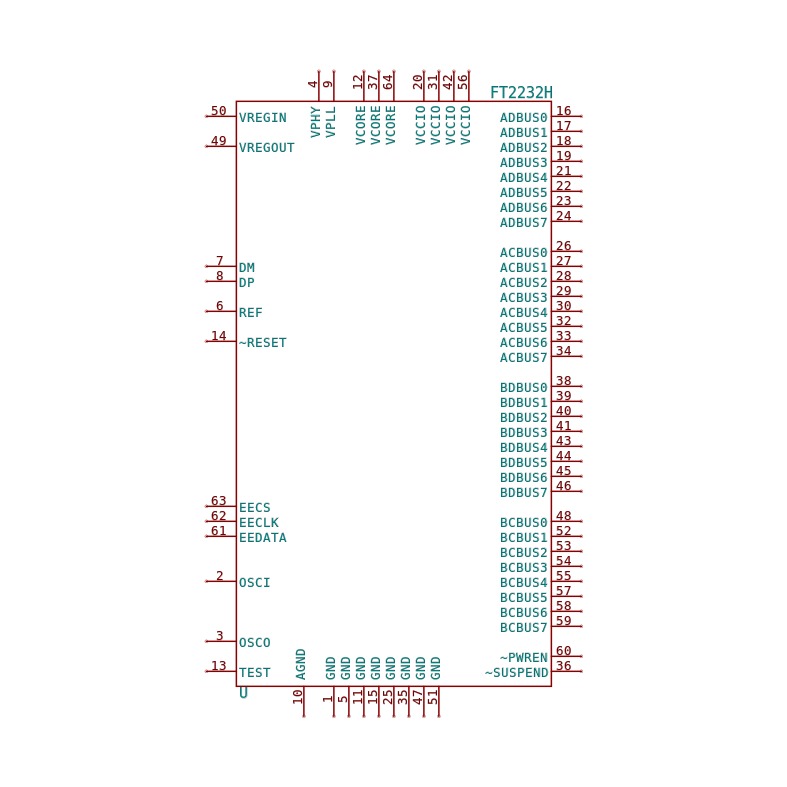 4 9 12 37 64 20 31 42 56
FT2232H
VPHY VPLL VCORE VCORE VCORE VCCIO VCCIO VCCIO VCCIO
50 VREGIN
49 VREGOUT
7 DM
8 DP
6 REF
14 ~RESET
63 EECS
62 EECLK
61 EEDATA
2 OSCI
3 OSCO
13 TEST
ADBUS0 16
ADBUS1 17
ADBUS2 18
ADBUS3 19
ADBUS4 21
ADBUS5 22
ADBUS6 23
ADBUS7 24
ACBUS0 26
ACBUS1 27
ACBUS2 28
ACBUS3 29
ACBUS4 30
ACBUS5 32
ACBUS6 33
ACBUS7 34
BDBUS0 38
BDBUS1 39
BDBUS2 40
BDBUS3 41
BDBUS4 43
BDBUS5 44
BDBUS6 45
BDBUS7 46
BCBUS0 48
BCBUS1 52
BCBUS2 53
BCBUS3 54
BCBUS4 55
BCBUS5 57
BCBUS6 58
BCBUS7 59
~PWREN 60
~SUSPEND 36
AGND GND GND GND GND GND GND GND GND
U
10 1 5 11 15 25 35 47 51